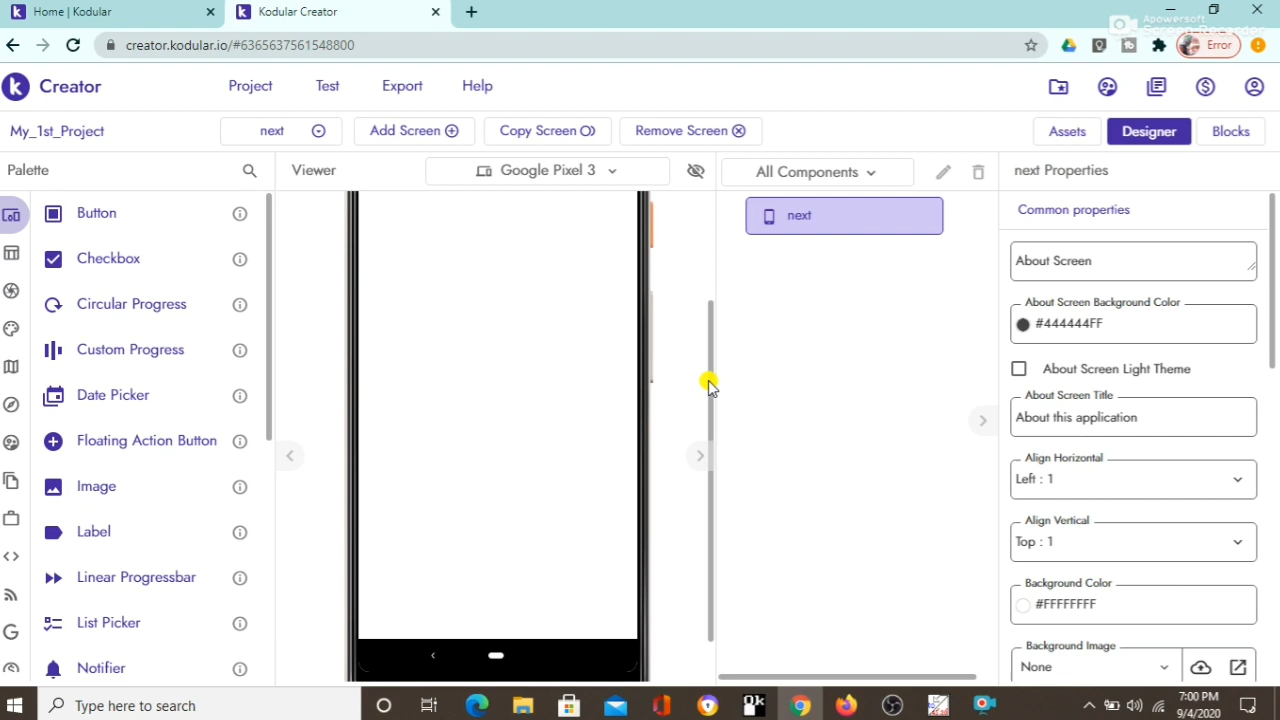 Home | Kodular
Kodular Creator
Apowersoft
Screen Recorder
creator.kodular.io/#6365637561548800
Error
Creator
Project
Test
Export
Help
My_1st_Project
next
Add Screen
Copy Screen
Remove Screen
Assets
Designer
Blocks
Palette
Viewer
Google Pixel 3
All Components
next Properties
Button
Checkbox
Circular Progress
Custom Progress
Date Picker
Floating Action Button
Image
Label
Linear Progressbar
List Picker
Notifier
next
Common properties
About Screen
About Screen Background Color
#444444FF
About Screen Light Theme
About Screen Title
About this application
Align Horizontal
Left : 1
Align Vertical
Top : 1
Background Color
#FFFFFFFF
Background Image
None
Type here to search
Ok
7:00 PM
9/4/2020